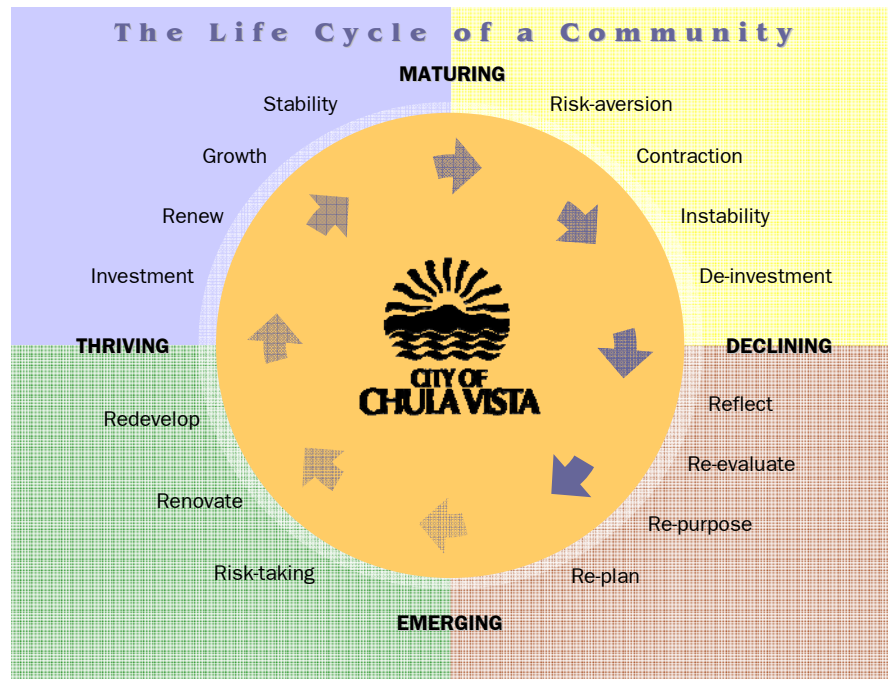 The Life Cycle of a Community
MATURING
Stability
Risk-aversion
Growth
Contraction
Renew
Instability
Investment
De-investment
THRIVING
DECLINING
CITY OF
CHULA VISTA
Reflect
Redevelop
Re-evaluate
Renovate
Re-purpose
Risk-taking
Re-plan
EMERGING